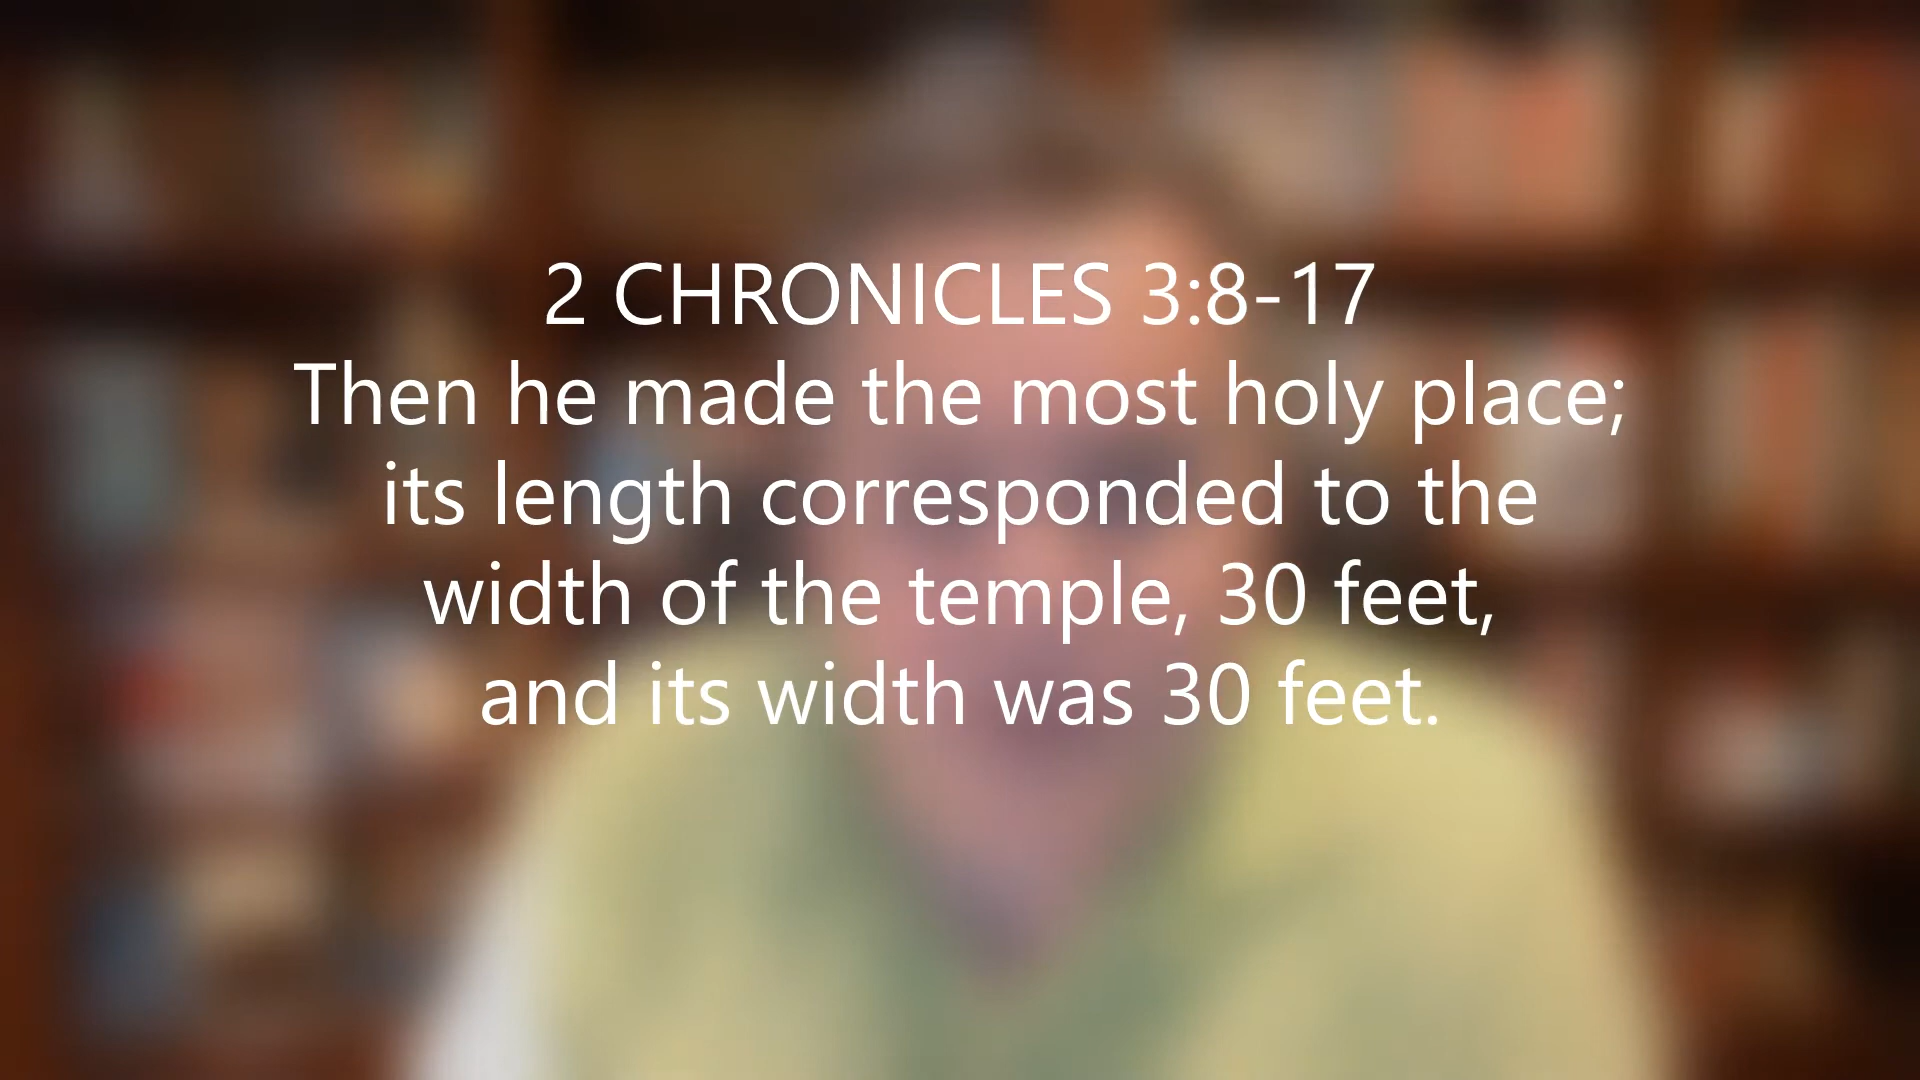 2 CHRONICLES 3:8-17
Then he made the most holy place;
its length corresponded to the
width of the temple, 30 feet,
and its width was 30 feet.